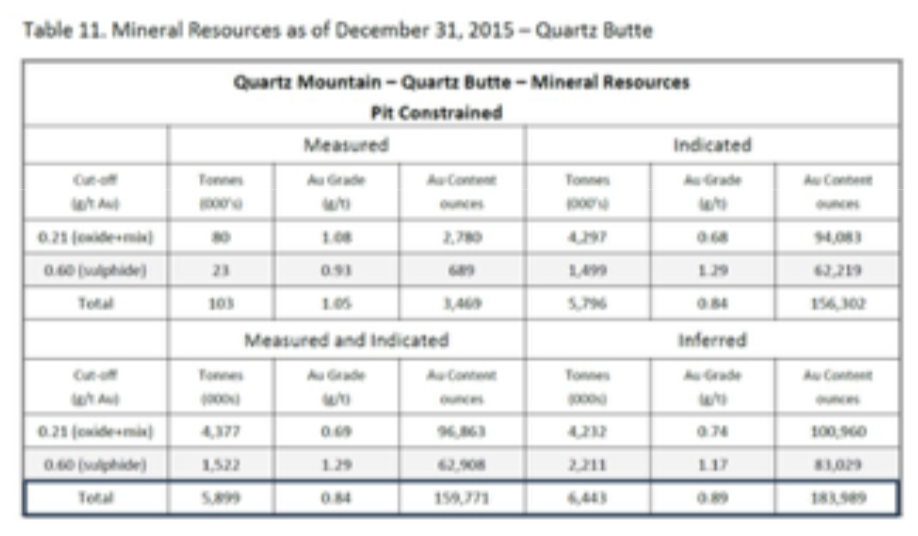 Table 11. Mineral Resources as of December 31, 2015 – Quartz Butte
Quartz Mountain – Quartz Butte – Mineral Resources
Pit Constrained
Measured Indicated
Cut-off Tonnes Au Grade Au Content Tonnes Au Grade Au Content
(g/t Au) (000's) (g/t) ounces (000's) (g/t) ounces
0.21 (oxide+mix) 80 1.08 2,780 4,297 0.68 94,083
0.60 (sulphide) 23 0.93 689 1,499 1.29 62,219
Total 103 1.05 3,469 5,796 0.84 156,302
Measured and Indicated Inferred
Cut-off Tonnes Au Grade Au Content Tonnes Au Grade Au Content
(g/t Au) (000s) (g/t) ounces (000s) (g/t) ounces
0.21 (oxide+mix) 4,377 0.69 96,863 4,232 0.74 100,960
0.60 (sulphide) 1,522 1.29 62,908 2,211 1.17 83,029
Total 5,899 0.84 159,771 6,443 0.89 183,989